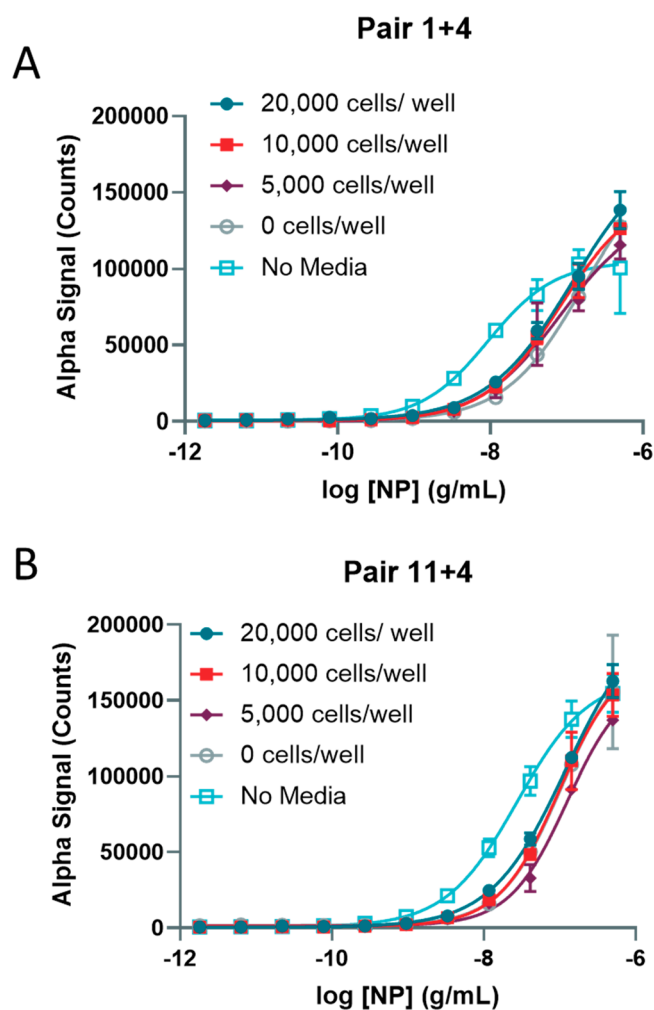 Pair 1+4
A
20,000 cells/ well
10,000 cells/well
5,000 cells/well
0 cells/well
No Media
200000
150000
100000
50000
0
Alpha Signal (Counts)
-12
-10
-8
-6
log [NP] (g/mL)
B
Pair 11+4
20,000 cells/ well
10,000 cells/well
5,000 cells/well
0 cells/well
No Media
200000
150000
100000
50000
0
Alpha Signal (Counts)
-12
-10
-8
-6
log [NP] (g/mL)